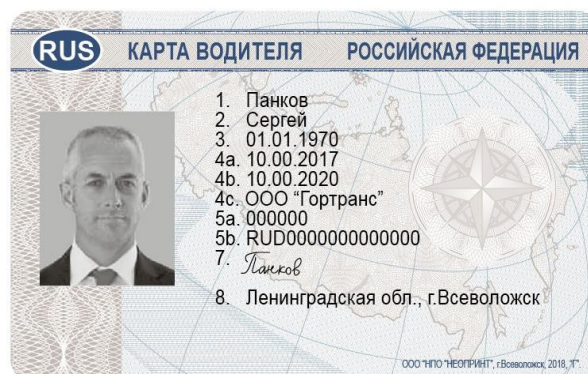 RUS КАРТА ВОДИТЕЛЯ РОССИЙСКАЯ ФЕДЕРАЦИЯ
1. Панков
2. Сергей
3. 01.01.1970
4a. 10.00.2017
4b. 10.00.2020
4c. ООО “Гортранс”
5a. 000000
5b. RUD0000000000000
7. Панков
8. Ленинградская обл., г.Всеволожск
ООО "НПО "НЕОПРИНТ", г.Всеволожск, 2018, "Г".